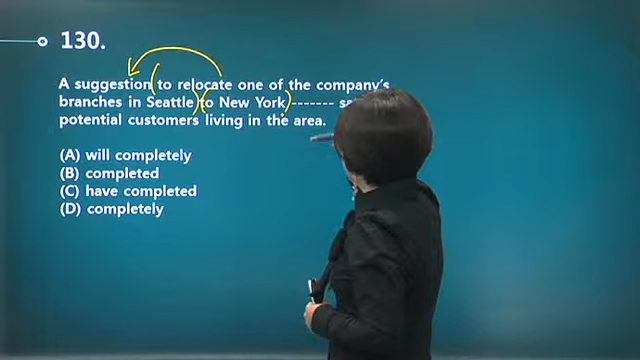 130.
A suggestion to relocate one of the company's
branches in Seattle to New York -------
potential customers living in the area.
(A) will completely
(B) completed
(C) have completed
(D) completely